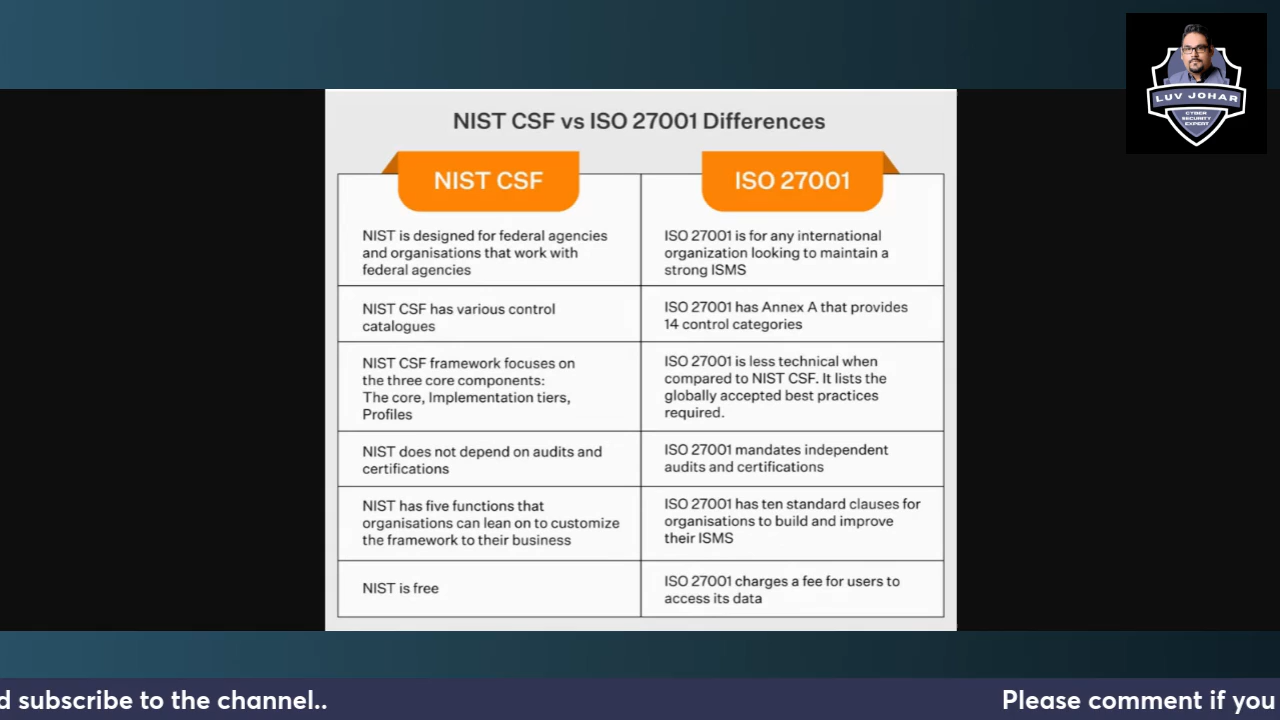 LUV JOHAR
CYBER
SECURITY
EXPERT
NIST CSF vs ISO 27001 Differences
NIST CSF
ISO 27001
NIST is designed for federal agencies
and organisations that work with
federal agencies
ISO 27001 is for any international
organization looking to maintain a
strong ISMS
NIST CSF has various control
catalogues
ISO 27001 has Annex A that provides
14 control categories
NIST CSF framework focuses on
the three core components:
The core, Implementation tiers,
Profiles
ISO 27001 is less technical when
compared to NIST CSF. It lists the
globally accepted best practices
required.
NIST does not depend on audits and
certifications
ISO 27001 mandates independent
audits and certifications
NIST has five functions that
organisations can lean on to customize
the framework to their business
ISO 27001 has ten standard clauses for
organisations to build and improve
their ISMS
NIST is free
ISO 27001 charges a fee for users to
access its data
d subscribe to the channel..
Please comment if you